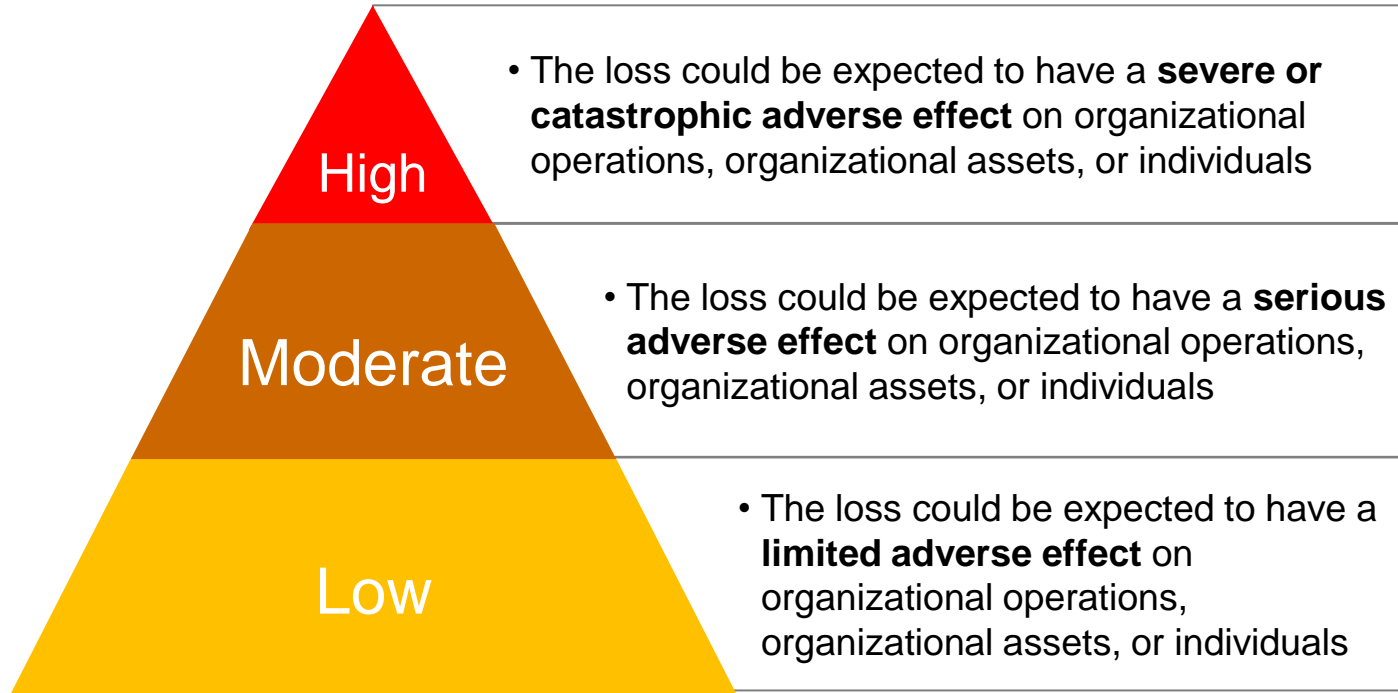 High
• The loss could be expected to have a severe or
catastrophic adverse effect on organizational
operations, organizational assets, or individuals
Moderate
• The loss could be expected to have a serious
adverse effect on organizational operations,
organizational assets, or individuals
Low
• The loss could be expected to have a
limited adverse effect on
organizational operations,
organizational assets, or individuals